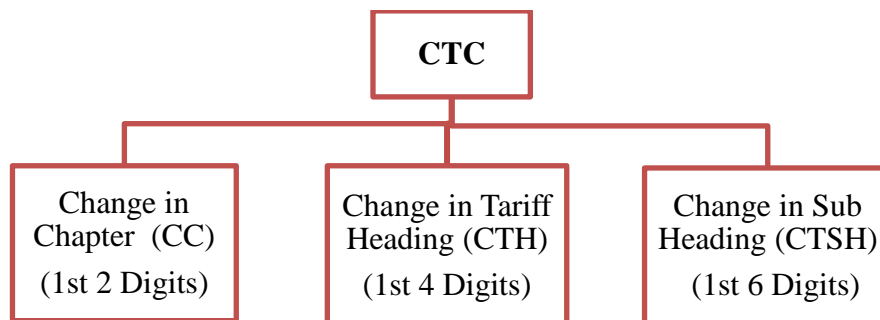 CTC
Change in
Chapter (CC)
(1st 2 Digits)
Change in Tariff
Heading (CTH)
(1st 4 Digits)
Change in Sub
Heading (CTSH)
(1st 6 Digits)